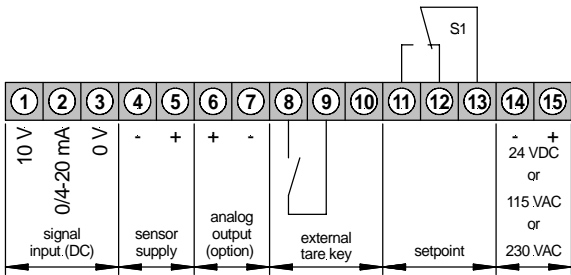 S1
1 2 3 4 5 6 7 8 9 10 11 12 13 14 15
10 V
0/4-20 mA
0 V
- + + - - +
24 VDC
or
115 VAC
or
230 VAC
signal
input (DC)
sensor
supply
analog
output
(option)
external
tare key
setpoint